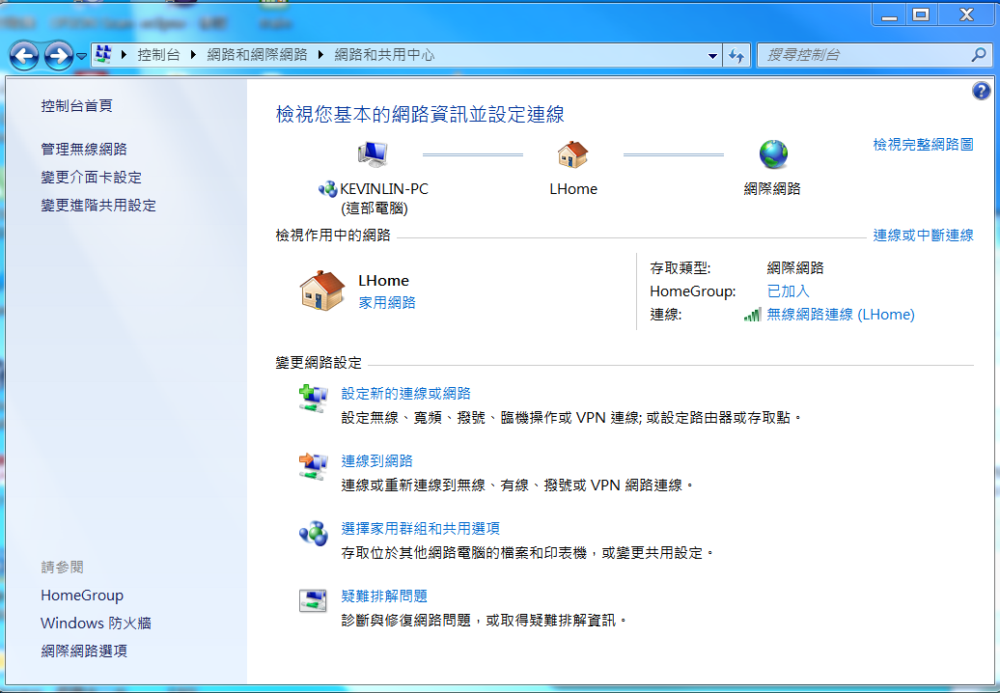 控制台 ▸ 網路和網際網路 ▸ 網路和共用中心
搜尋控制台
控制台首頁
管理無線網路
變更介面卡設定
變更進階共用設定
請參閱
HomeGroup
Windows 防火牆
網際網路選項
檢視您基本的網路資訊並設定連線
檢視完整網路圖
KEVINLIN-PC
(這部電腦)
LHome
網際網路
檢視作用中的網路
連線或中斷連線
LHome
家用網路
存取類型: 網際網路
HomeGroup: 已加入
連線: 無線網路連線 (LHome)
變更網路設定
設定新的連線或網路
設定無線、寬頻、撥號、臨機操作或 VPN 連線; 或設定路由器或存取點。
連線到網路
連線或重新連線到無線、有線、撥號或 VPN 網路連線。
選擇家用群組和共用選項
存取位於其他網路電腦的檔案和印表機，或變更共用設定。
疑難排解問題
診斷與修復網路問題，或取得疑難排解資訊。